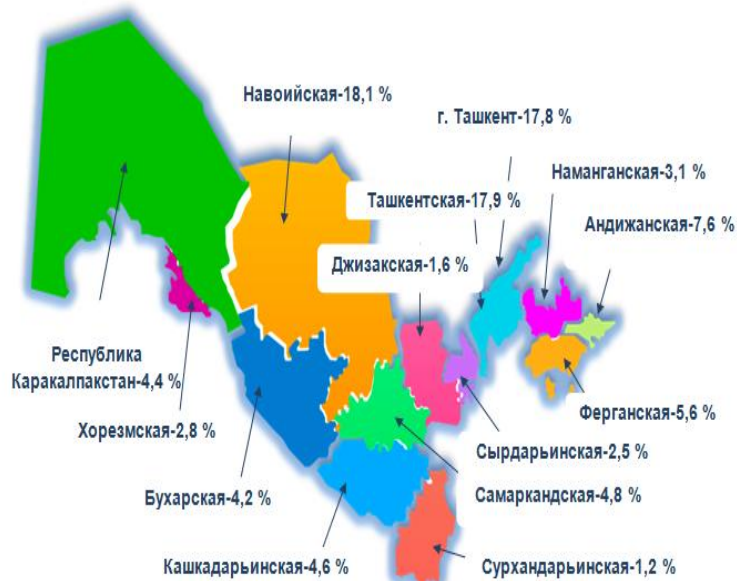 Навоийская-18,1 %
г. Ташкент-17,8 %
Наманганская-3,1%
Ташкентская-17,9 %
Андижанская-7,6 %
Джизакская-1,6 %
Республика
Каракалпакстан-4,4 %
Ферганская-5,6 %
Хорезмская-2,8 %
Сырдарьинская-2,5 %
Бухарская-4,2 %
Самаркандская-4,8 %
Кашкадарьинская-4,6 %
Сурхандарьинская-1,2 %